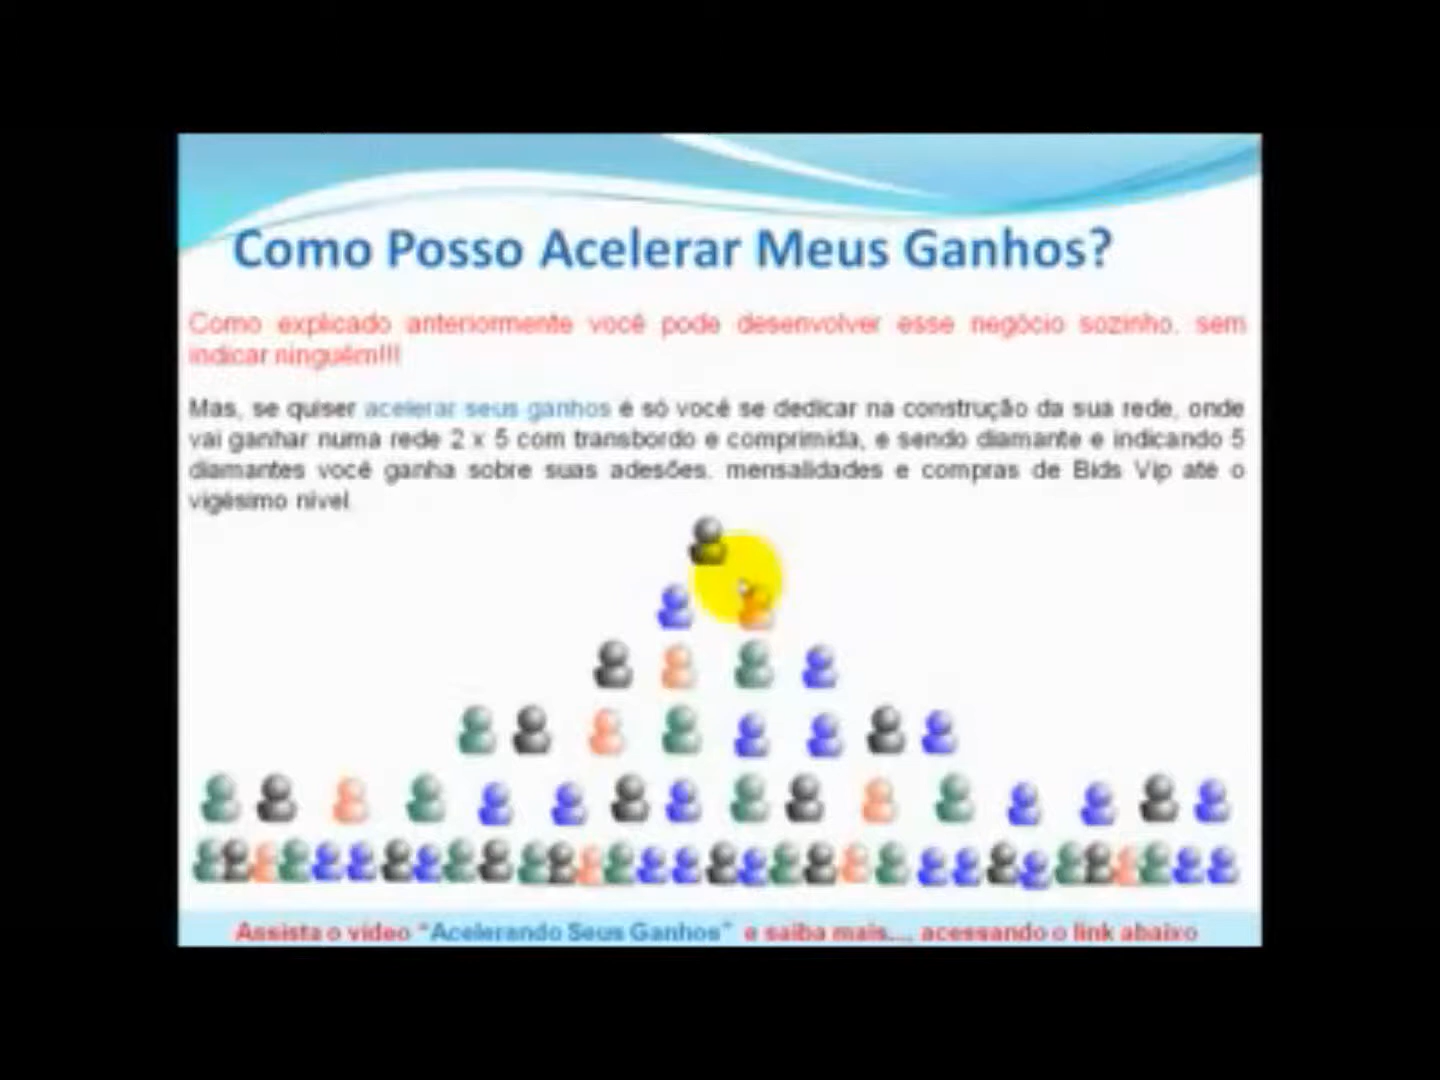 Como Posso Acelerar Meus Ganhos?
Como explicado anteriormente você pode desenvolver esse negócio sozinho, sem
indicar ninguém!!!
Mas, se quiser acelerar seus ganhos é só você se dedicar na construção da sua rede, onde
vai ganhar numa rede 2 x 5 com transbordo e comprimida, e sendo diamante e indicando 5
diamantes você ganha sobre suas adesões, mensalidades e compras de Bids Vip até o
vigésimo nível.
Assista o vídeo "Acelerando Seus Ganhos" e saiba mais..., acessando o link abaixo